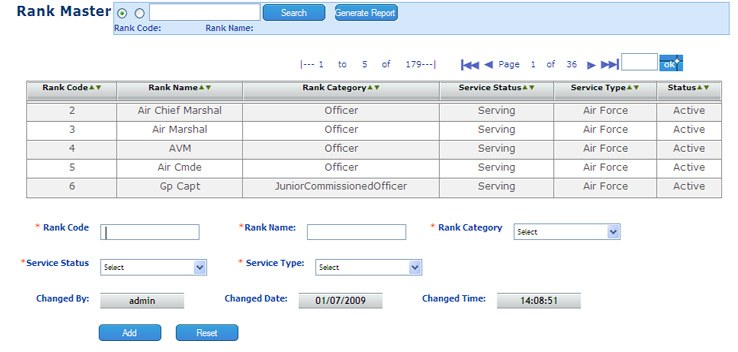 Rank Master Search Generate Report
Rank Code: Rank Name:
|--- 1 to 5 of 179---| Page 1 of 36 ok
Rank Code Rank Name Rank Category Service Status Service Type Status
2 Air Chief Marshal Officer Serving Air Force Active
3 Air Marshal Officer Serving Air Force Active
4 AVM Officer Serving Air Force Active
5 Air Cmde Officer Serving Air Force Active
6 Gp Capt JuniorCommissionedOfficer Serving Air Force Active
* Rank Code *Rank Name: * Rank Category Select
*Service Status Select * Service Type: Select
Changed By: admin Changed Date: 01/07/2009 Changed Time: 14:08:51
Add Reset